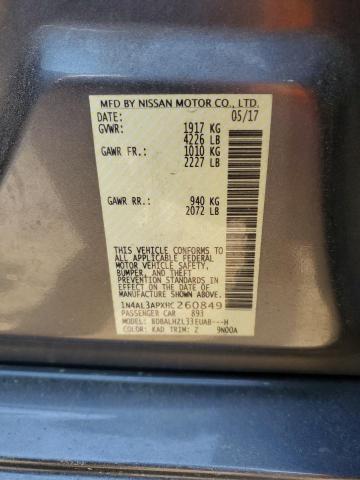 MFD BY NISSAN MOTOR CO., LTD.
DATE: 05/17
GVWR: 1917 KG
4226 LB
GAWR FR.: 1010 KG
2227 LB
GAWR RR.: 940 KG
2072 LB
THIS VEHICLE CONFORMS TO
ALL APPLICABLE FEDERAL
MOTOR VEHICLE SAFETY,
BUMPER, AND THEFT
PREVENTION STANDARDS IN
EFFECT ON THE DATE OF
MANUFACTURE SHOWN ABOVE.
1N4AL3APXHC260849
PASSENGER CAR 893
MODEL: BDBALHZL33EUAB---H
COLOR: KAD TRIM: Z 9N00A